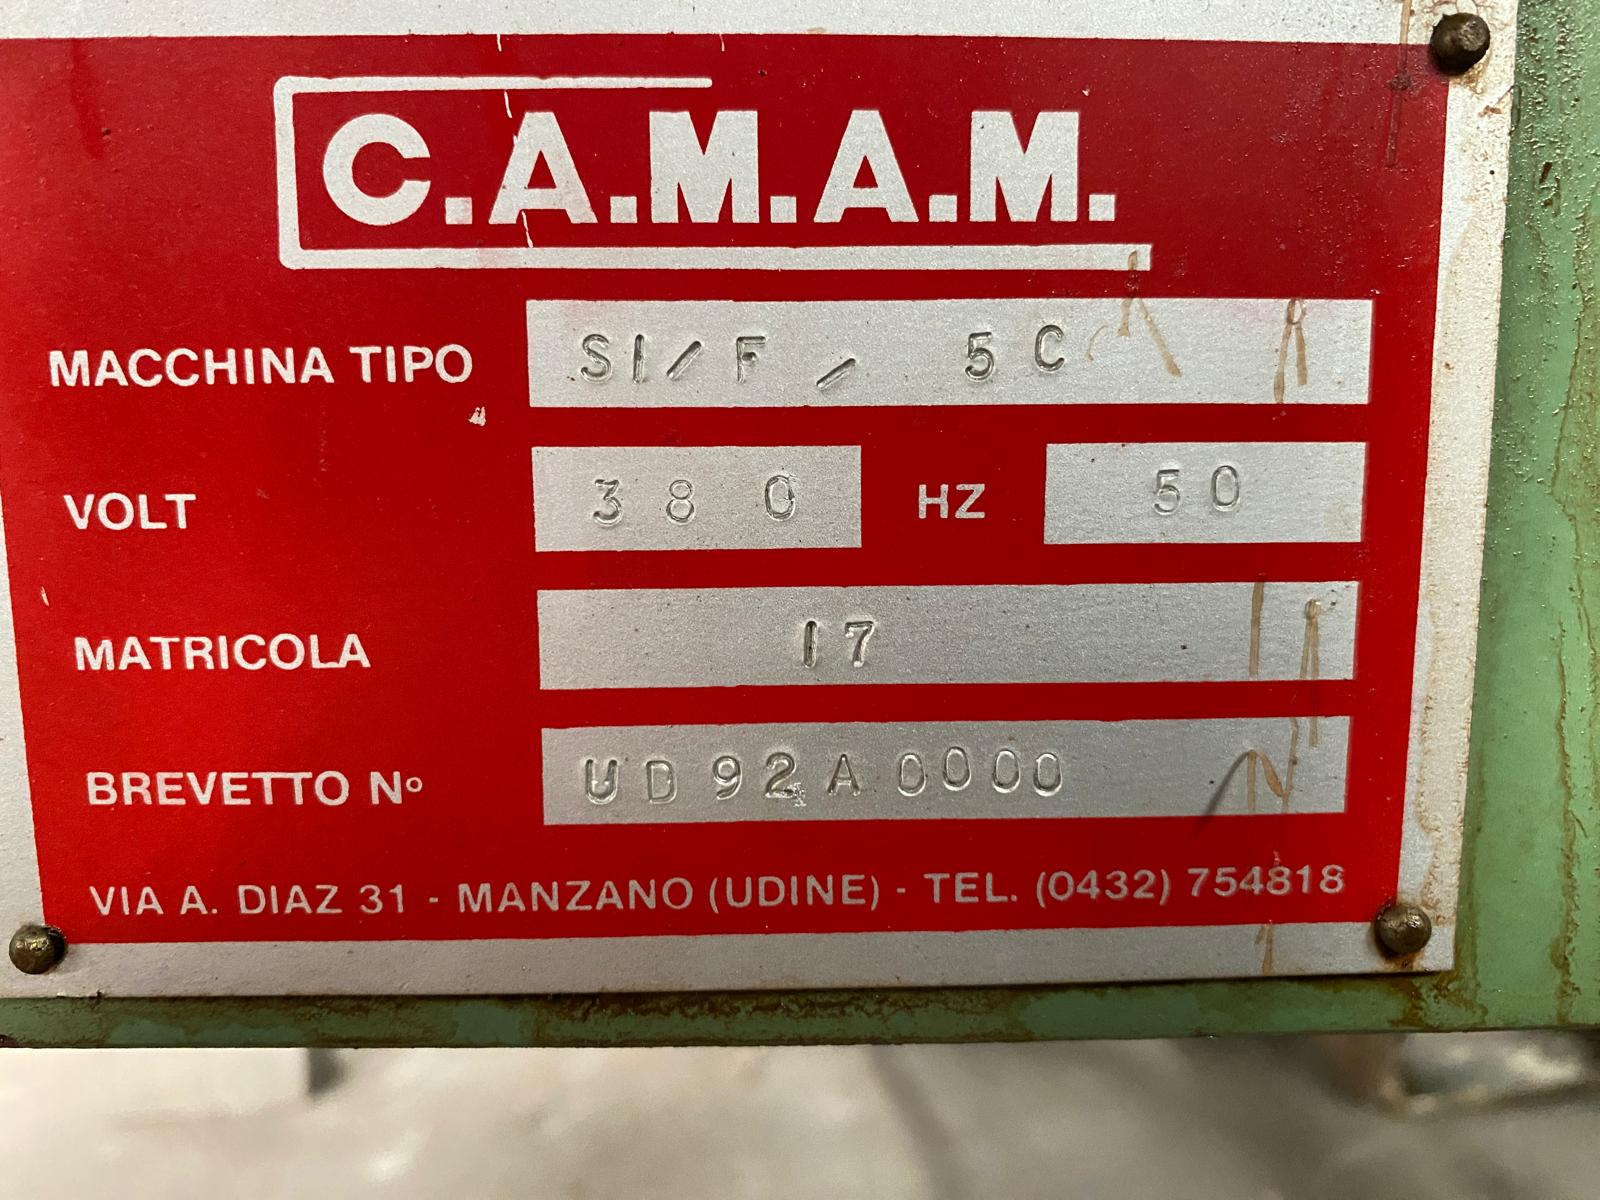 C.A.M.A.M.
MACCHINA TIPO SI/F/ 5C
VOLT 380 HZ 50
MATRICOLA 17
BREVETTO Nº UD92A0000
VIA A. DIAZ 31 - MANZANO (UDINE) - TEL. (0432) 754818